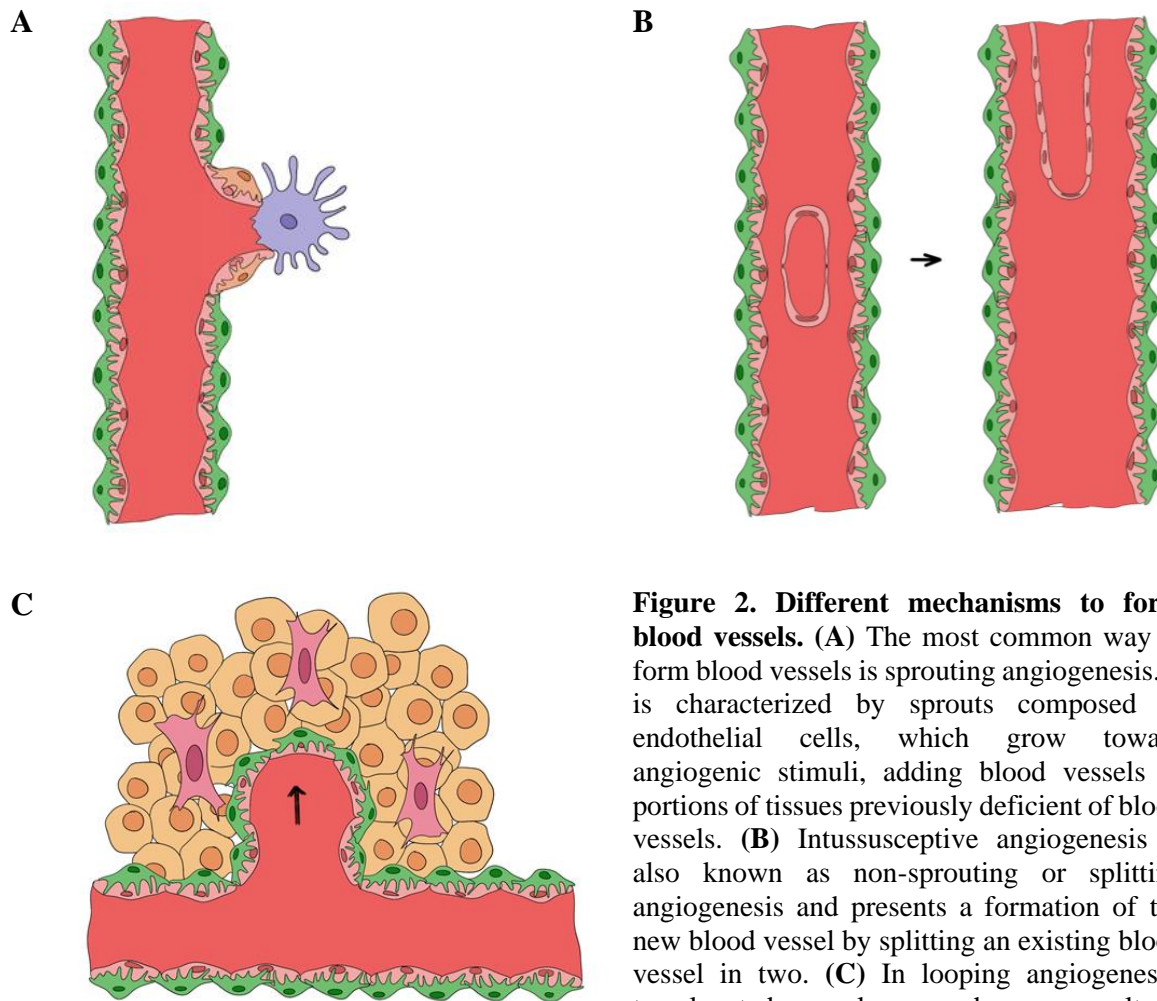 A
B
C
Figure 2. Different mechanisms to for
blood vessels. (A) The most common way
form blood vessels is sprouting angiogenesis.
is characterized by sprouts composed
endothelial cells, which grow towa
angiogenic stimuli, adding blood vessels
portions of tissues previously deficient of bloo
vessels. (B) Intussusceptive angiogenesis
also known as non-sprouting or splittin
angiogenesis and presents a formation of t
new blood vessel by splitting an existing bloo
vessel in two. (C) In looping angiogenes